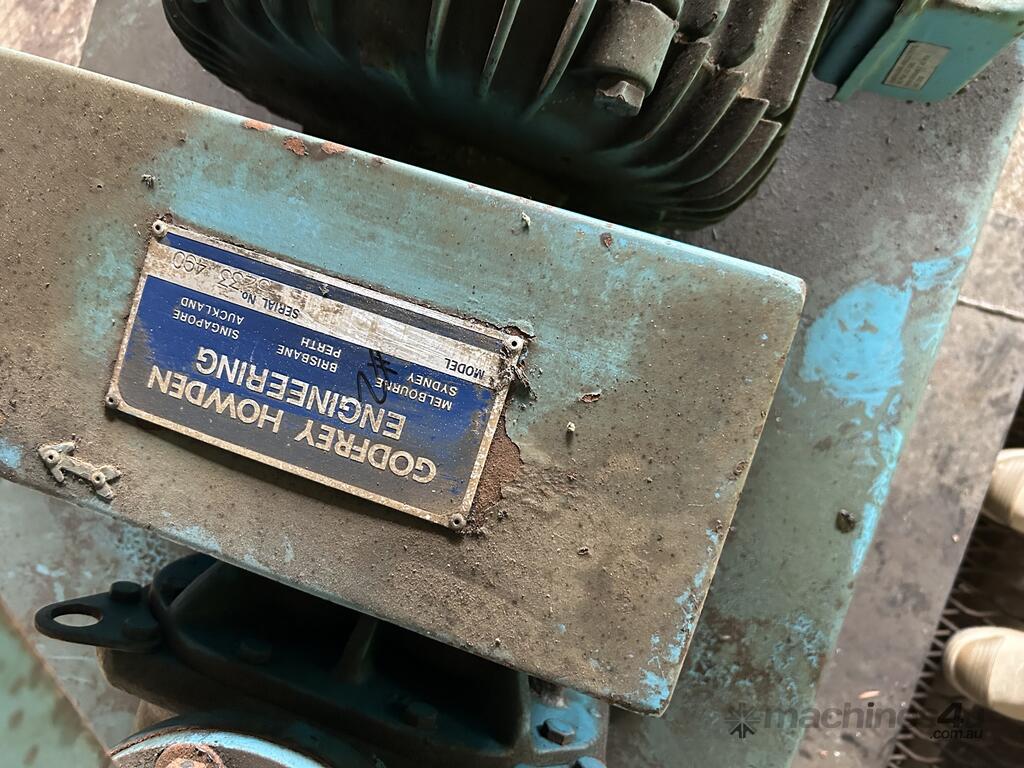 GODFREY HOWDEN
ENGINEERING
MELBOURNE BRISBANE SINGAPORE
SYDNEY PERTH AUCKLAND
MODEL SERIAL No
machines4u
.com.au